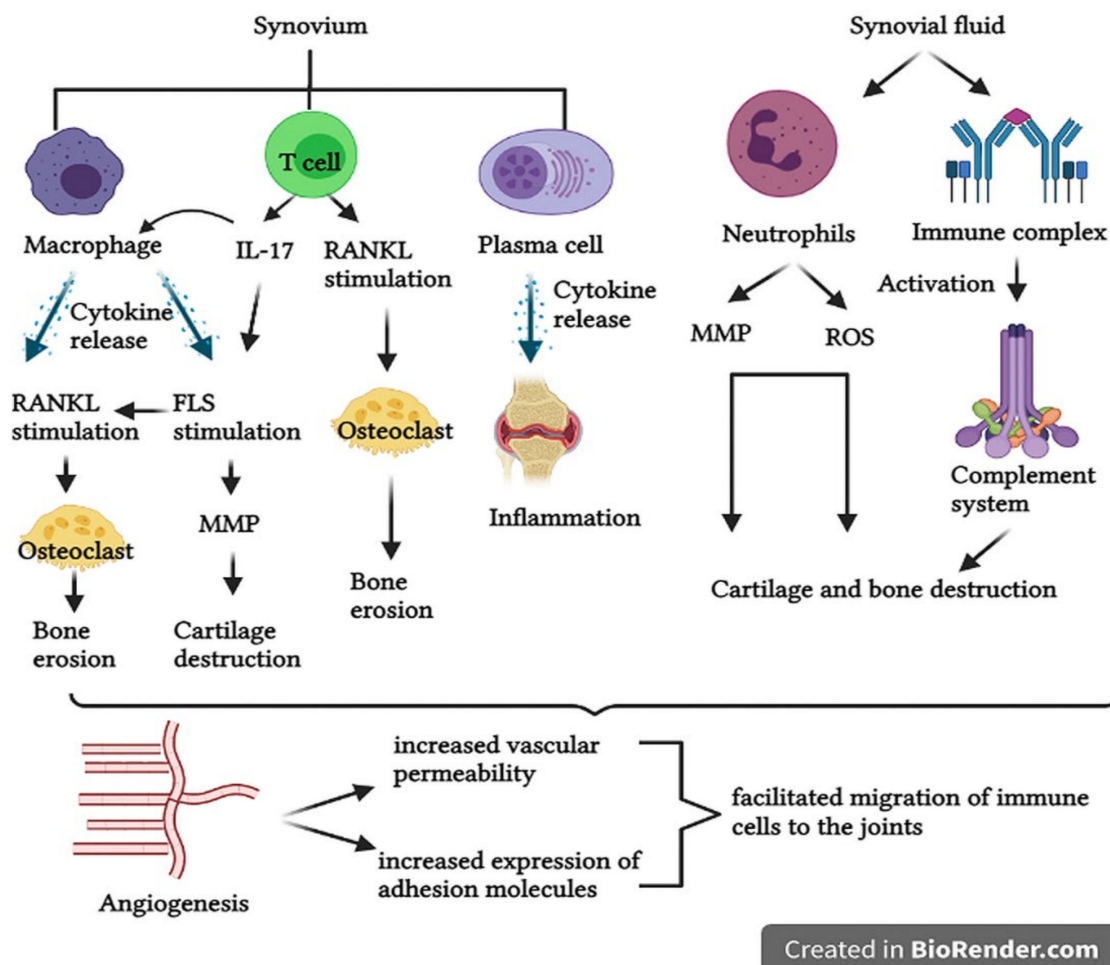 Synovium
Synovial fluid
T cell
Macrophage
IL-17
RANKL
stimulation
Plasma cell
Neutrophils
Immune complex
Cytokine
release
Cytokine
release
Activation
MMP
ROS
RANKL
stimulation
FLS
stimulation
Osteoclast
Complement
system
Inflammation
MMP
Osteoclast
Bone
erosion
Cartilage and bone destruction
Bone
erosion
Cartilage
destruction
increased vascular
permeability
facilitated migration of immune
cells to the joints
increased expression of
adhesion molecules
Angiogenesis
Created in BioRender.com